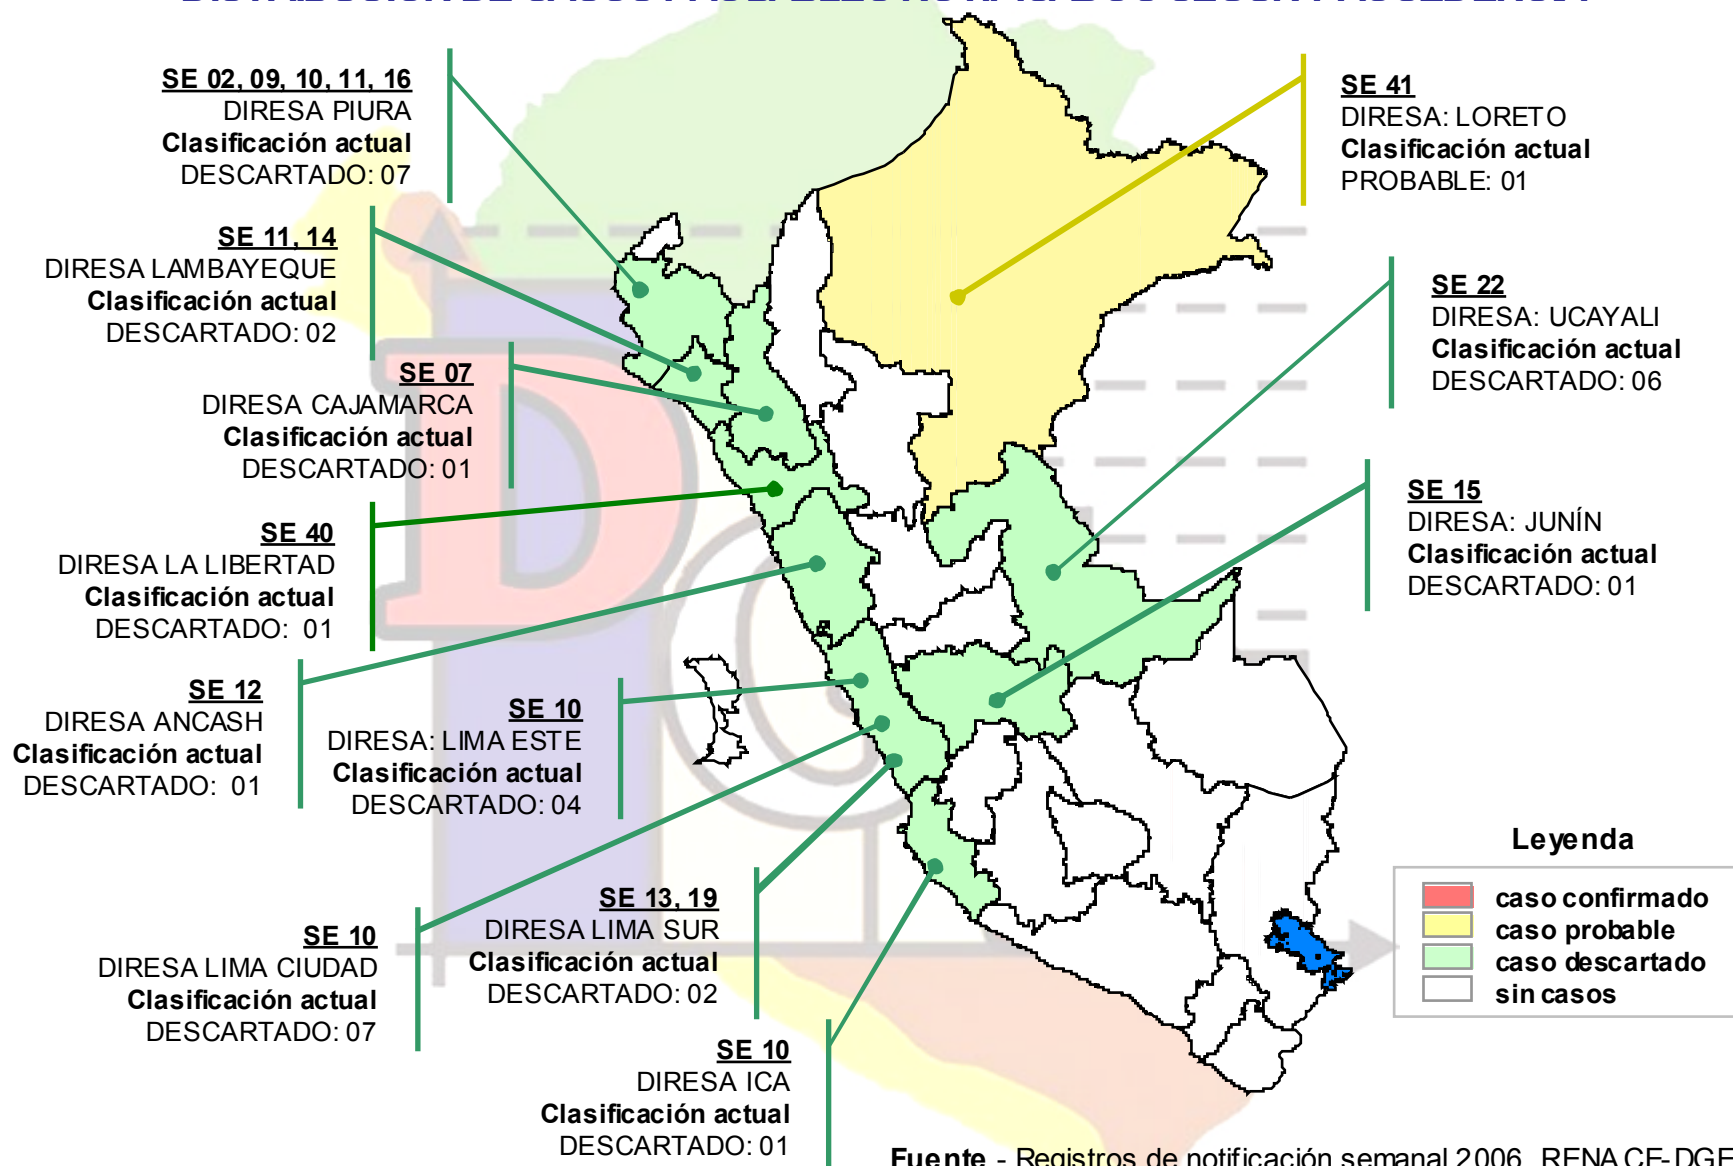 SE 02, 09, 10, 11, 16
DIRESA PIURA
Clasificación actual
DESCARTADO: 07
SE 11, 14
DIRESA LAMBAYEQUE
Clasificación actual
DESCARTADO: 02
SE 07
DIRESA CAJAMARCA
Clasificación actual
DESCARTADO: 01
SE 40
DIRESA LA LIBERTAD
Clasificación actual
DESCARTADO: 01
SE 12
DIRESA ANCASH
Clasificación actual
DESCARTADO: 01
SE 10
DIRESA: LIMA ESTE
Clasificación actual
DESCARTADO: 04
SE 10
DIRESA LIMA CIUDAD
Clasificación actual
DESCARTADO: 07
SE 13, 19
DIRESA LIMA SUR
Clasificación actual
DESCARTADO: 02
SE 10
DIRESA ICA
Clasificación actual
DESCARTADO: 01
SE 41
DIRESA: LORETO
Clasificación actual
PROBABLE: 01
SE 22
DIRESA: UCAYALI
Clasificación actual
DESCARTADO: 06
SE 15
DIRESA: JUNÍN
Clasificación actual
DESCARTADO: 01
Leyenda
caso confirmado
caso probable
caso descartado
sin casos
Fuente - Registros de notificación semanal 2006 RENACE-DGE